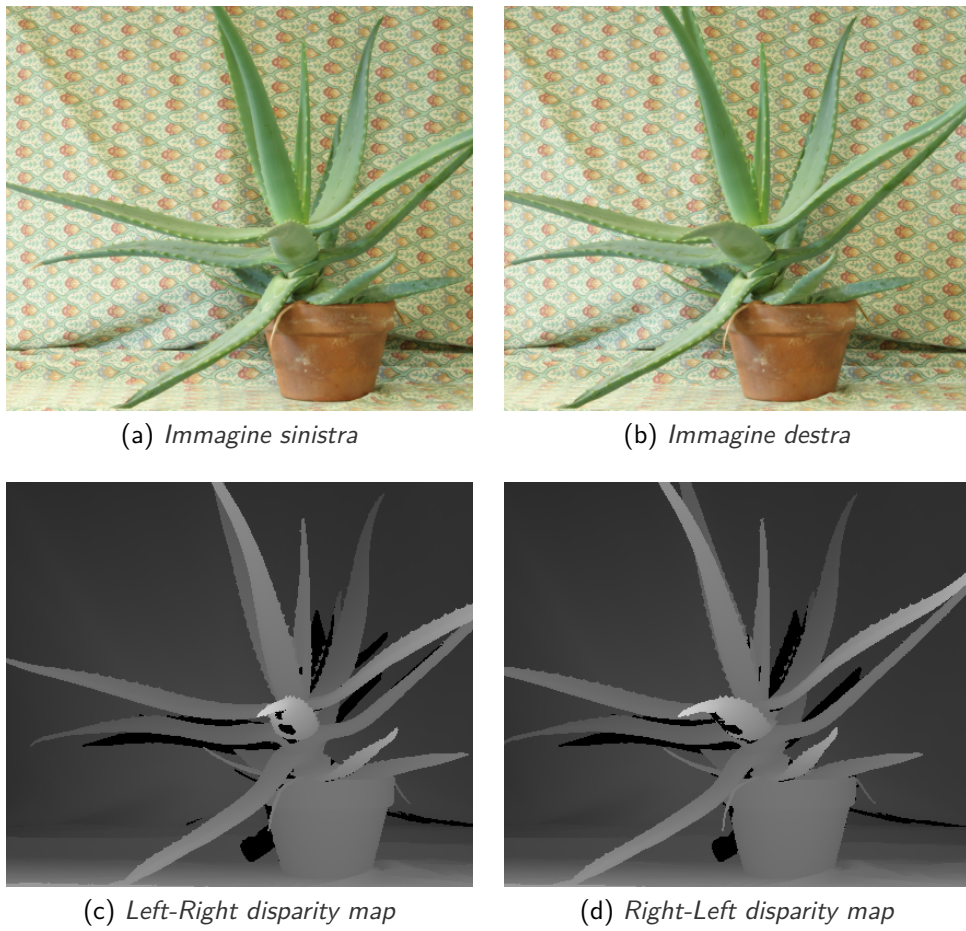 (a) Immagine sinistra
(b) Immagine destra
(c) Left-Right disparity map
(d) Right-Left disparity map